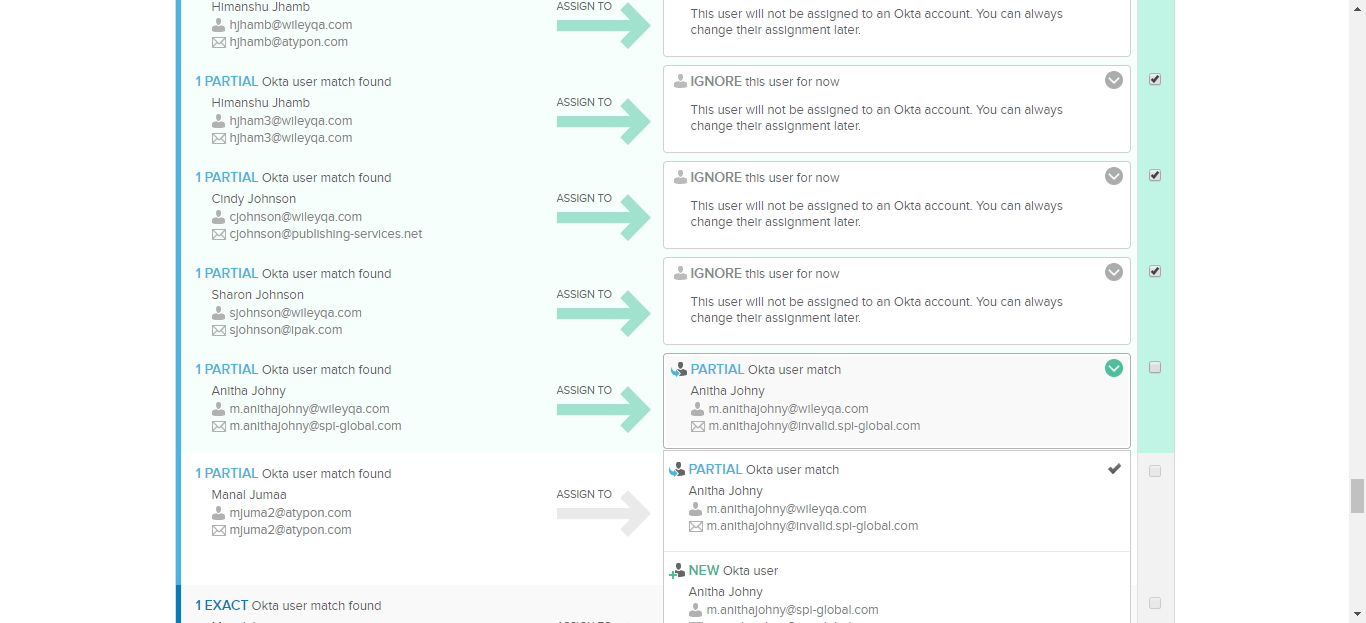 Himanshu Jhamb
hjhamb@wileyqa.com
hjhamb@atypon.com
ASSIGN TO
This user will not be assigned to an Okta account. You can always
change their assignment later.
1 PARTIAL Okta user match found
Himanshu Jhamb
hjham3@wileyqa.com
hjham3@wileyqa.com
ASSIGN TO
IGNORE this user for now
This user will not be assigned to an Okta account. You can always
change their assignment later.
1 PARTIAL Okta user match found
Cindy Johnson
cjohnson@wileyqa.com
cjohnson@publishing-services.net
ASSIGN TO
IGNORE this user for now
This user will not be assigned to an Okta account. You can always
change their assignment later.
1 PARTIAL Okta user match found
Sharon Johnson
sjohnson@wileyqa.com
sjohnson@ipak.com
ASSIGN TO
IGNORE this user for now
This user will not be assigned to an Okta account. You can always
change their assignment later.
1 PARTIAL Okta user match found
Anitha Johny
m.anithajohny@wileyqa.com
m.anithajohny@spi-global.com
ASSIGN TO
PARTIAL Okta user match
Anitha Johny
m.anithajohny@wileyqa.com
m.anithajohny@invalid.spi-global.com
1 PARTIAL Okta user match found
Manal Jumaa
mjuma2@atypon.com
mjuma2@atypon.com
ASSIGN TO
PARTIAL Okta user match
Anitha Johny
m.anithajohny@wileyqa.com
m.anithajohny@invalid.spi-global.com
NEW Okta user
Anitha Johny
m.anithajohny@spi-global.com
1 EXACT Okta user match found